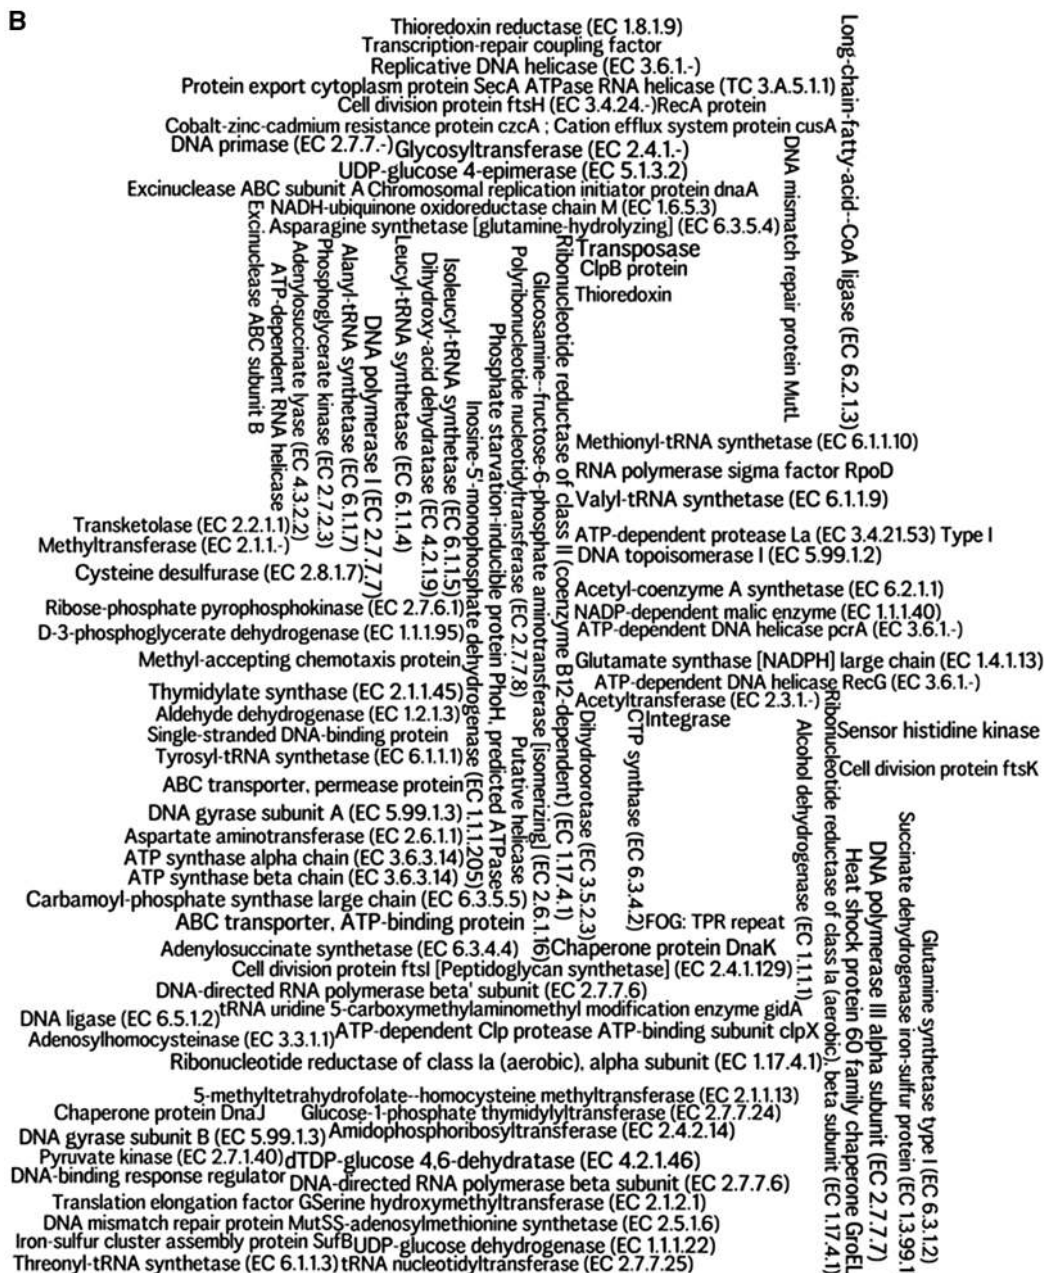 B
Thioredoxin reductase (EC 1.8.1.9)
Transcription-repair coupling factor
Replicative DNA helicase (EC 3.6.1.-)
Protein export cytoplasm protein SecA ATPase RNA helicase (TC 3.A.5.1.1)
Cell division protein ftsH (EC 3.4.24.-)
RecA protein
Cobalt-zinc-cadmium resistance protein czcA ; Cation efflux system protein cusA
DNA primase (EC 2.7.7.-)
Glycosyltransferase (EC 2.4.1.-)
UDP-glucose 4-epimerase (EC 5.1.3.2)
Excinuclease ABC subunit A
Chromosomal replication initiator protein dnaA
NADH-ubiquinone oxidoreductase chain M (EC 1.6.5.3)
Asparagine synthetase [glutamine-hydrolyzing] (EC 6.3.5.4)
Long-chain-fatty-acid--CoA ligase (EC 6.2.1.3)
DNA mismatch repair protein MutL
Transposase
ClpB protein
Thioredoxin
Excinuclease ABC subunit B
ATP-dependent RNA helicase
Adenylosuccinate lyase (EC 4.3.2.2)
Phosphoglycerate kinase (EC 2.7.2.3)
Alanyl-tRNA synthetase (EC 6.1.1.7)
DNA polymerase I (EC 2.7.7.7)
Leucyl-tRNA synthetase (EC 6.1.1.4)
Dihydroxy-acid dehydratase (EC 4.2.1.9)
Isoleucyl-tRNA synthetase (EC 6.1.1.5)
Inosine-5'-monophosphate dehydrogenase (EC 1.1.1.205)
Phosphate starvation-inducible protein PhoH, predicted ATPase
Polyribonucleotide nucleotidyltransferase (EC 2.7.7.8)
Putative helicase
Glucosamine--fructose-6-phosphate aminotransferase [isomerizing] (EC 2.6.1.16)
Ribonucleotide reductase of class II (coenzyme B12-dependent) (EC 1.17.4.1)
Methionyl-tRNA synthetase (EC 6.1.1.10)
RNA polymerase sigma factor RpoD
Valyl-tRNA synthetase (EC 6.1.1.9)
ATP-dependent protease La (EC 3.4.21.53) Type I
DNA topoisomerase I (EC 5.99.1.2)
Acetyl-coenzyme A synthetase (EC 6.2.1.1)
NADP-dependent malic enzyme (EC 1.1.1.40)
ATP-dependent DNA helicase pcrA (EC 3.6.1.-)
Glutamate synthase [NADPH] large chain (EC 1.4.1.13)
ATP-dependent DNA helicase RecG (EC 3.6.1.-)
Acetyltransferase (EC 2.3.1.-)
Transketolase (EC 2.2.1.1)
Methyltransferase (EC 2.1.1.-)
Cysteine desulfurase (EC 2.8.1.7)
Ribose-phosphate pyrophosphokinase (EC 2.7.6.1)
D-3-phosphoglycerate dehydrogenase (EC 1.1.1.95)
Methyl-accepting chemotaxis protein
Thymidylate synthase (EC 2.1.1.45)
Aldehyde dehydrogenase (EC 1.2.1.3)
Single-stranded DNA-binding protein
Tyrosyl-tRNA synthetase (EC 6.1.1.1)
ABC transporter, permease protein
DNA gyrase subunit A (EC 5.99.1.3)
Aspartate aminotransferase (EC 2.6.1.1)
ATP synthase alpha chain (EC 3.6.3.14)
ATP synthase beta chain (EC 3.6.3.14)
Carbamoyl-phosphate synthase large chain (EC 6.3.5.5)
ABC transporter, ATP-binding protein
Dihydroorotase (EC 3.5.2.3)
CTP synthase (EC 6.3.4.2)
Integrase
Alcohol dehydrogenase (EC 1.1.1.1)
Ribonucleotide reductase of class Ia (aerobic), beta subunit (EC 1.17.4.1)
Sensor histidine kinase
Cell division protein ftsK
FOG: TPR repeat
Heat shock protein 60 family chaperone GroEL
DNA polymerase III alpha subunit (EC 2.7.7.7)
Succinate dehydrogenase iron-sulfur protein (EC 1.3.99.1
Glutamine synthetase type I (EC 6.3.1.2)
Adenylosuccinate synthetase (EC 6.3.4.4)
Chaperone protein DnaK
Cell division protein ftsI [Peptidoglycan synthetase] (EC 2.4.1.129)
DNA-directed RNA polymerase beta' subunit (EC 2.7.7.6)
DNA ligase (EC 6.5.1.2)
tRNA uridine 5-carboxymethylaminomethyl modification enzyme gidA
Adenosylhomocysteinase (EC 3.3.1.1)
ATP-dependent Clp protease ATP-binding subunit clpX
Ribonucleotide reductase of class Ia (aerobic), alpha subunit (EC 1.17.4.1)
5-methyltetrahydrofolate--homocysteine methyltransferase (EC 2.1.1.13)
Chaperone protein DnaJ
Glucose-1-phosphate thymidylyltransferase (EC 2.7.7.24)
DNA gyrase subunit B (EC 5.99.1.3)
Amidophosphoribosyltransferase (EC 2.4.2.14)
Pyruvate kinase (EC 2.7.1.40)
dTDP-glucose 4,6-dehydratase (EC 4.2.1.46)
DNA-binding response regulator
DNA-directed RNA polymerase beta subunit (EC 2.7.7.6)
Translation elongation factor G
Serine hydroxymethyltransferase (EC 2.1.2.1)
DNA mismatch repair protein MutS
S-adenosylmethionine synthetase (EC 2.5.1.6)
Iron-sulfur cluster assembly protein SufB
UDP-glucose dehydrogenase (EC 1.1.1.22)
Threonyl-tRNA synthetase (EC 6.1.1.3)
tRNA nucleotidyltransferase (EC 2.7.7.25)